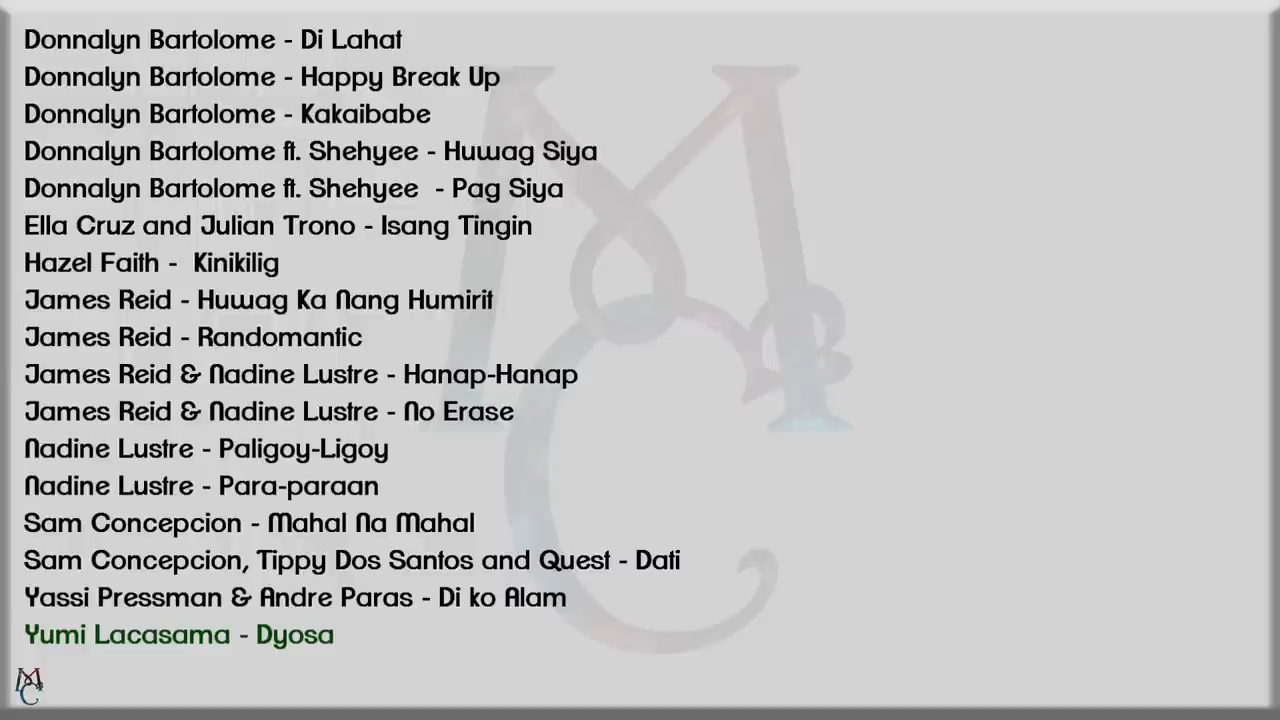 Donnalyn Bartolome - Di Lahat
Donnalyn Bartolome - Happy Break Up
Donnalyn Bartolome - Kakaibabe
Donnalyn Bartolome ft. Shehyee - Huwag Siya
Donnalyn Bartolome ft. Shehyee  - Pag Siya
Ella Cruz and Julian Trono - Isang Tingin
Hazel Faith -  Kinikilig
James Reid - Huwag Ka Nang Humirit
James Reid - Randomantic
James Reid & Nadine Lustre - Hanap-Hanap
James Reid & Nadine Lustre - No Erase
Nadine Lustre - Paligoy-Ligoy
Nadine Lustre - Para-paraan
Sam Concepcion - Mahal Na Mahal
Sam Concepcion, Tippy Dos Santos and Quest - Dati
Yassi Pressman & Andre Paras - Di ko Alam
Yumi Lacasama - Dyosa